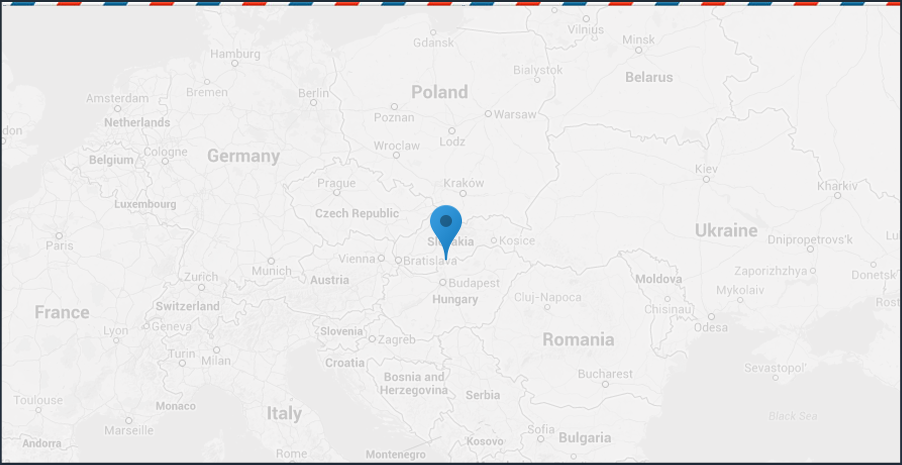 Vilnius
Gdansk
Minsk
Hamburg
Bialystok
Belarus
Bremen
Berlin
Poland
Amsterdam
Poznan
Warsaw
Netherlands
don
Lodz
Wroclaw
Belgium
Cologne
Germany
Kiev
Prague
Kraków
Kharkiv
Luxembourg
Czech Republic
Ukraine
Paris
Slovakia
Kosice
Dnipropetrovs'k
Lu
Vienna
Bratislava
Munich
Zaporizhzhya
Donetsk
Zurich
Austria
Budapest
Moldova
Mykolaiv
Switzerland
Hungary
Cluj-Napoca
Chisinau
Rost
France
Lyon
Geneva
Slovenia
Zagreb
Odesa
Romania
Turin
Milan
Croatia
Sevastopol'
Bosnia and
Herzegovina
Bucharest
Serbia
Toulouse
Monaco
Italy
Black Sea
Marseille
Sofia
Bulgaria
Andorra
Kosovo
Rome
Montenegro